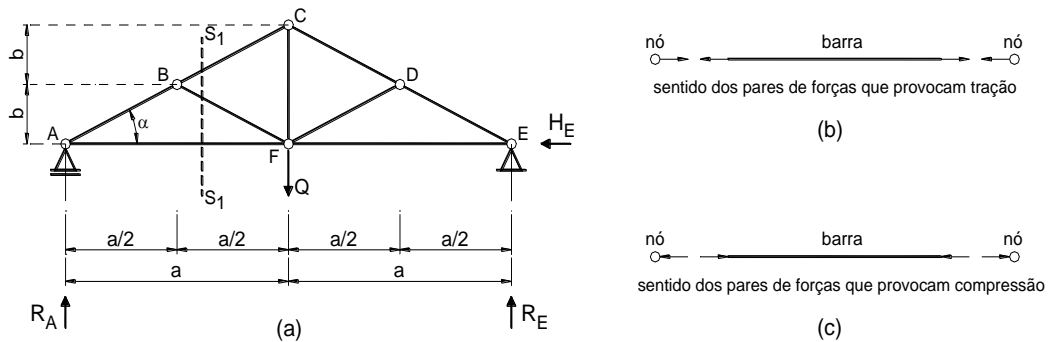 C
S1
b
B
D
b
α
A
F
E
HE
S1
Q
a/2 a/2 a/2 a/2
a a
RA
RE
(a)
nó barra nó
sentido dos pares de forças que provocam tração
(b)
nó barra nó
sentido dos pares de forças que provocam compressão
(c)